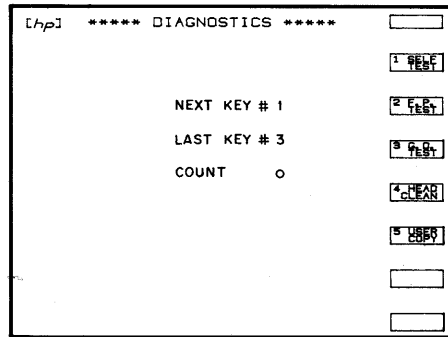 [hp] ***** DIAGNOSTICS *****
1 SELF
TEST
NEXT KEY # 1
2 F.P.
TEST
LAST KEY # 3
3 G.O.
TEST
COUNT 0
4 HEAD
CLEAN
5 USER
COPY